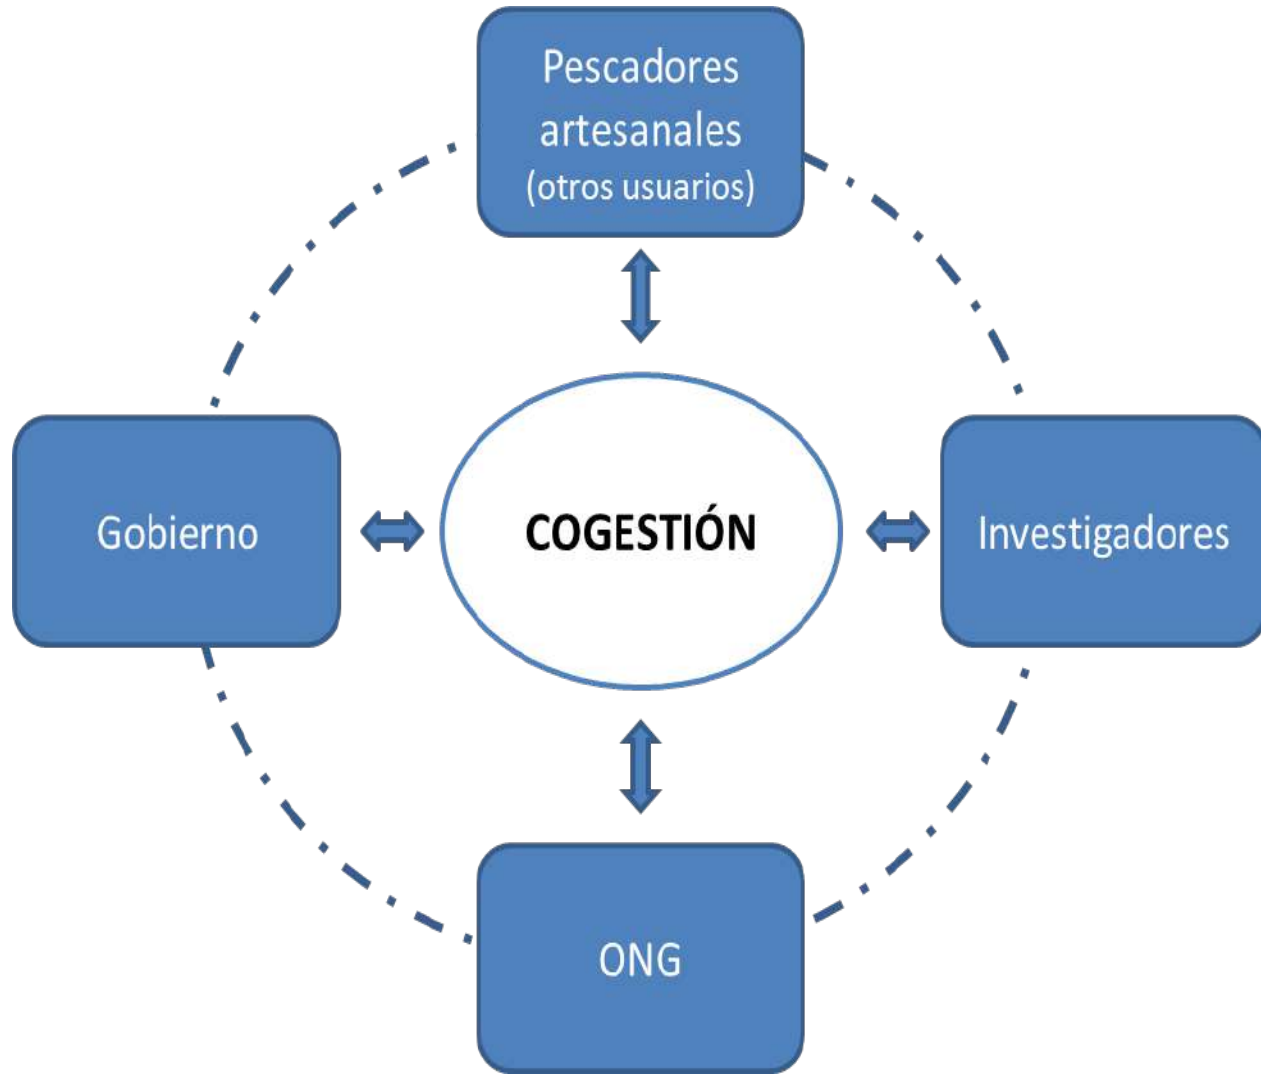 Pescadores
artesanales
(otros usuarios)
Gobierno
COGESTIÓN
Investigadores
ONG